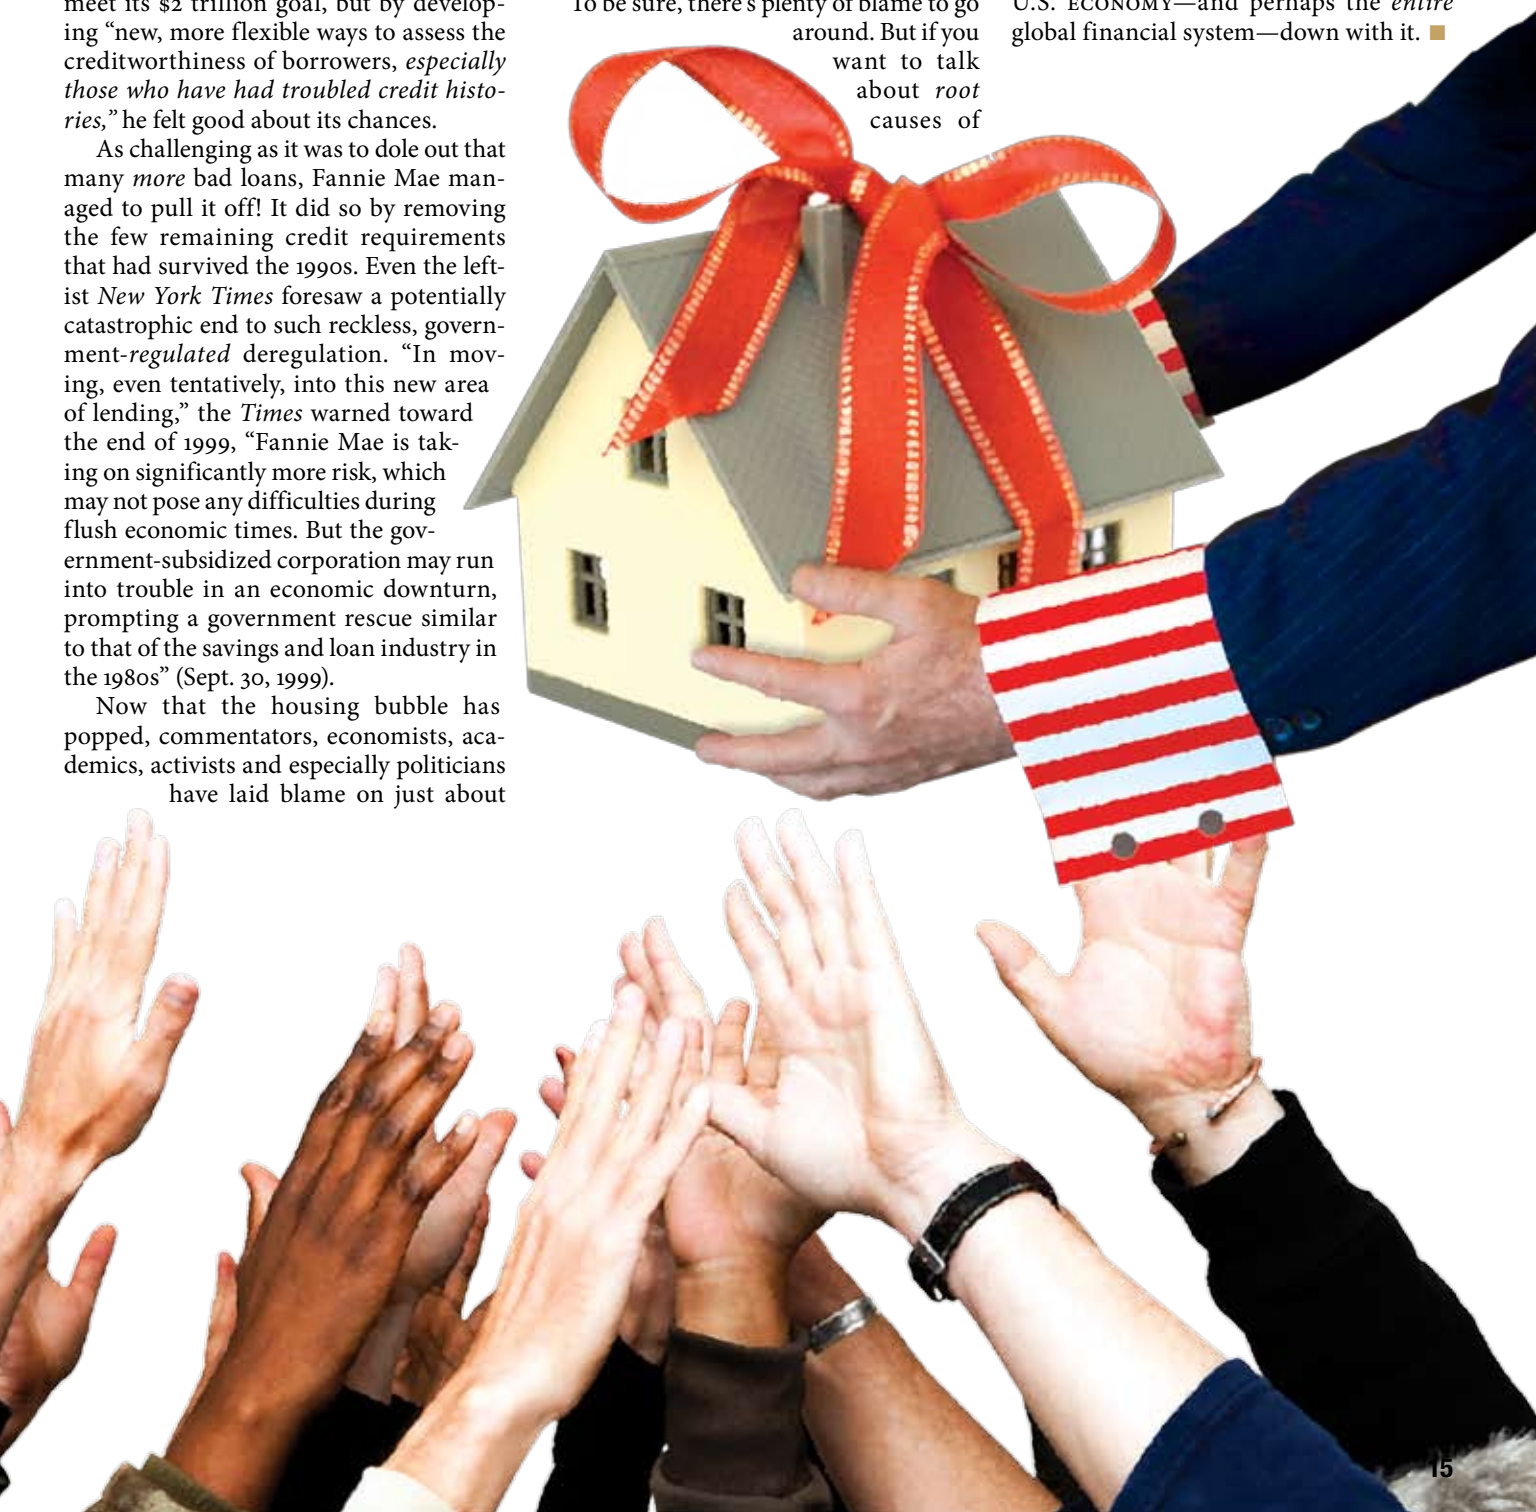 meet its $2 trillion goal, but by develop-
ing “new, more flexible ways to assess the
creditworthiness of borrowers, especially
those who have had troubled credit histo-
ries,” he felt good about its chances.
As challenging as it was to dole out that
many more bad loans, Fannie Mae man-
aged to pull it off! It did so by removing
the few remaining credit requirements
that had survived the 1990s. Even the left-
ist New York Times foresaw a potentially
catastrophic end to such reckless, govern-
ment-regulated deregulation. “In mov-
ing, even tentatively, into this new area
of lending,” the Times warned toward
the end of 1999, “Fannie Mae is tak-
ing on significantly more risk, which
may not pose any difficulties during
flush economic times. But the gov-
ernment-subsidized corporation may run
into trouble in an economic downturn,
prompting a government rescue similar
to that of the savings and loan industry in
the 1980s” (Sept. 30, 1999).
Now that the housing bubble has
popped, commentators, economists, aca-
demics, activists and especially politicians
have laid blame on just about
To be sure, there’s plenty of blame to go
around. But if you
want to talk
about root
causes of
U.S. ECONOMY—and perhaps the entire
global financial system—down with it. ■
15